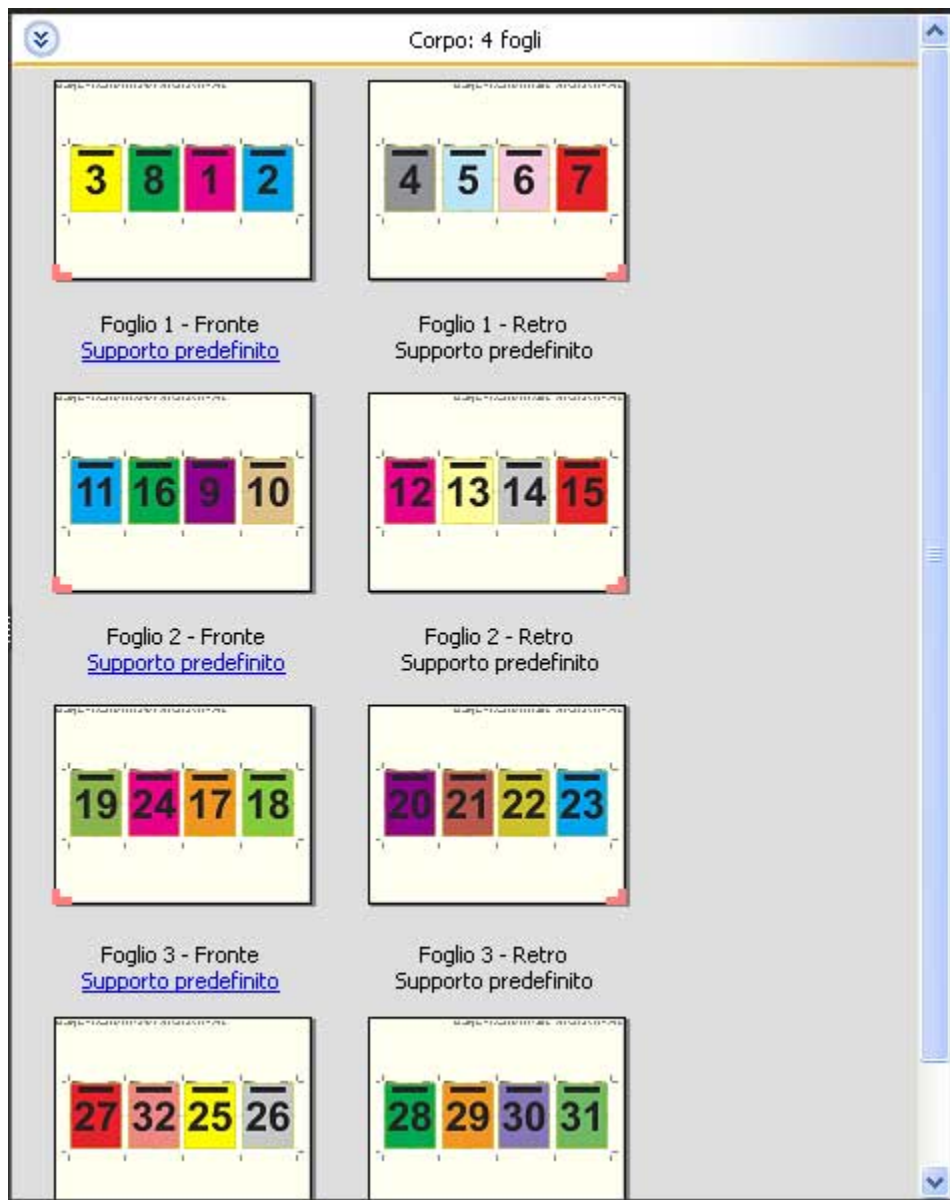 Corpo: 4 fogli
3 8 1 2
4 5 6 7
Foglio 1 - Fronte
Supporto predefinito
Foglio 1 - Retro
Supporto predefinito
11 16 9 10
12 13 14 15
Foglio 2 - Fronte
Supporto predefinito
Foglio 2 - Retro
Supporto predefinito
19 24 17 18
20 21 22 23
Foglio 3 - Fronte
Supporto predefinito
Foglio 3 - Retro
Supporto predefinito
27 32 25 26
28 29 30 31